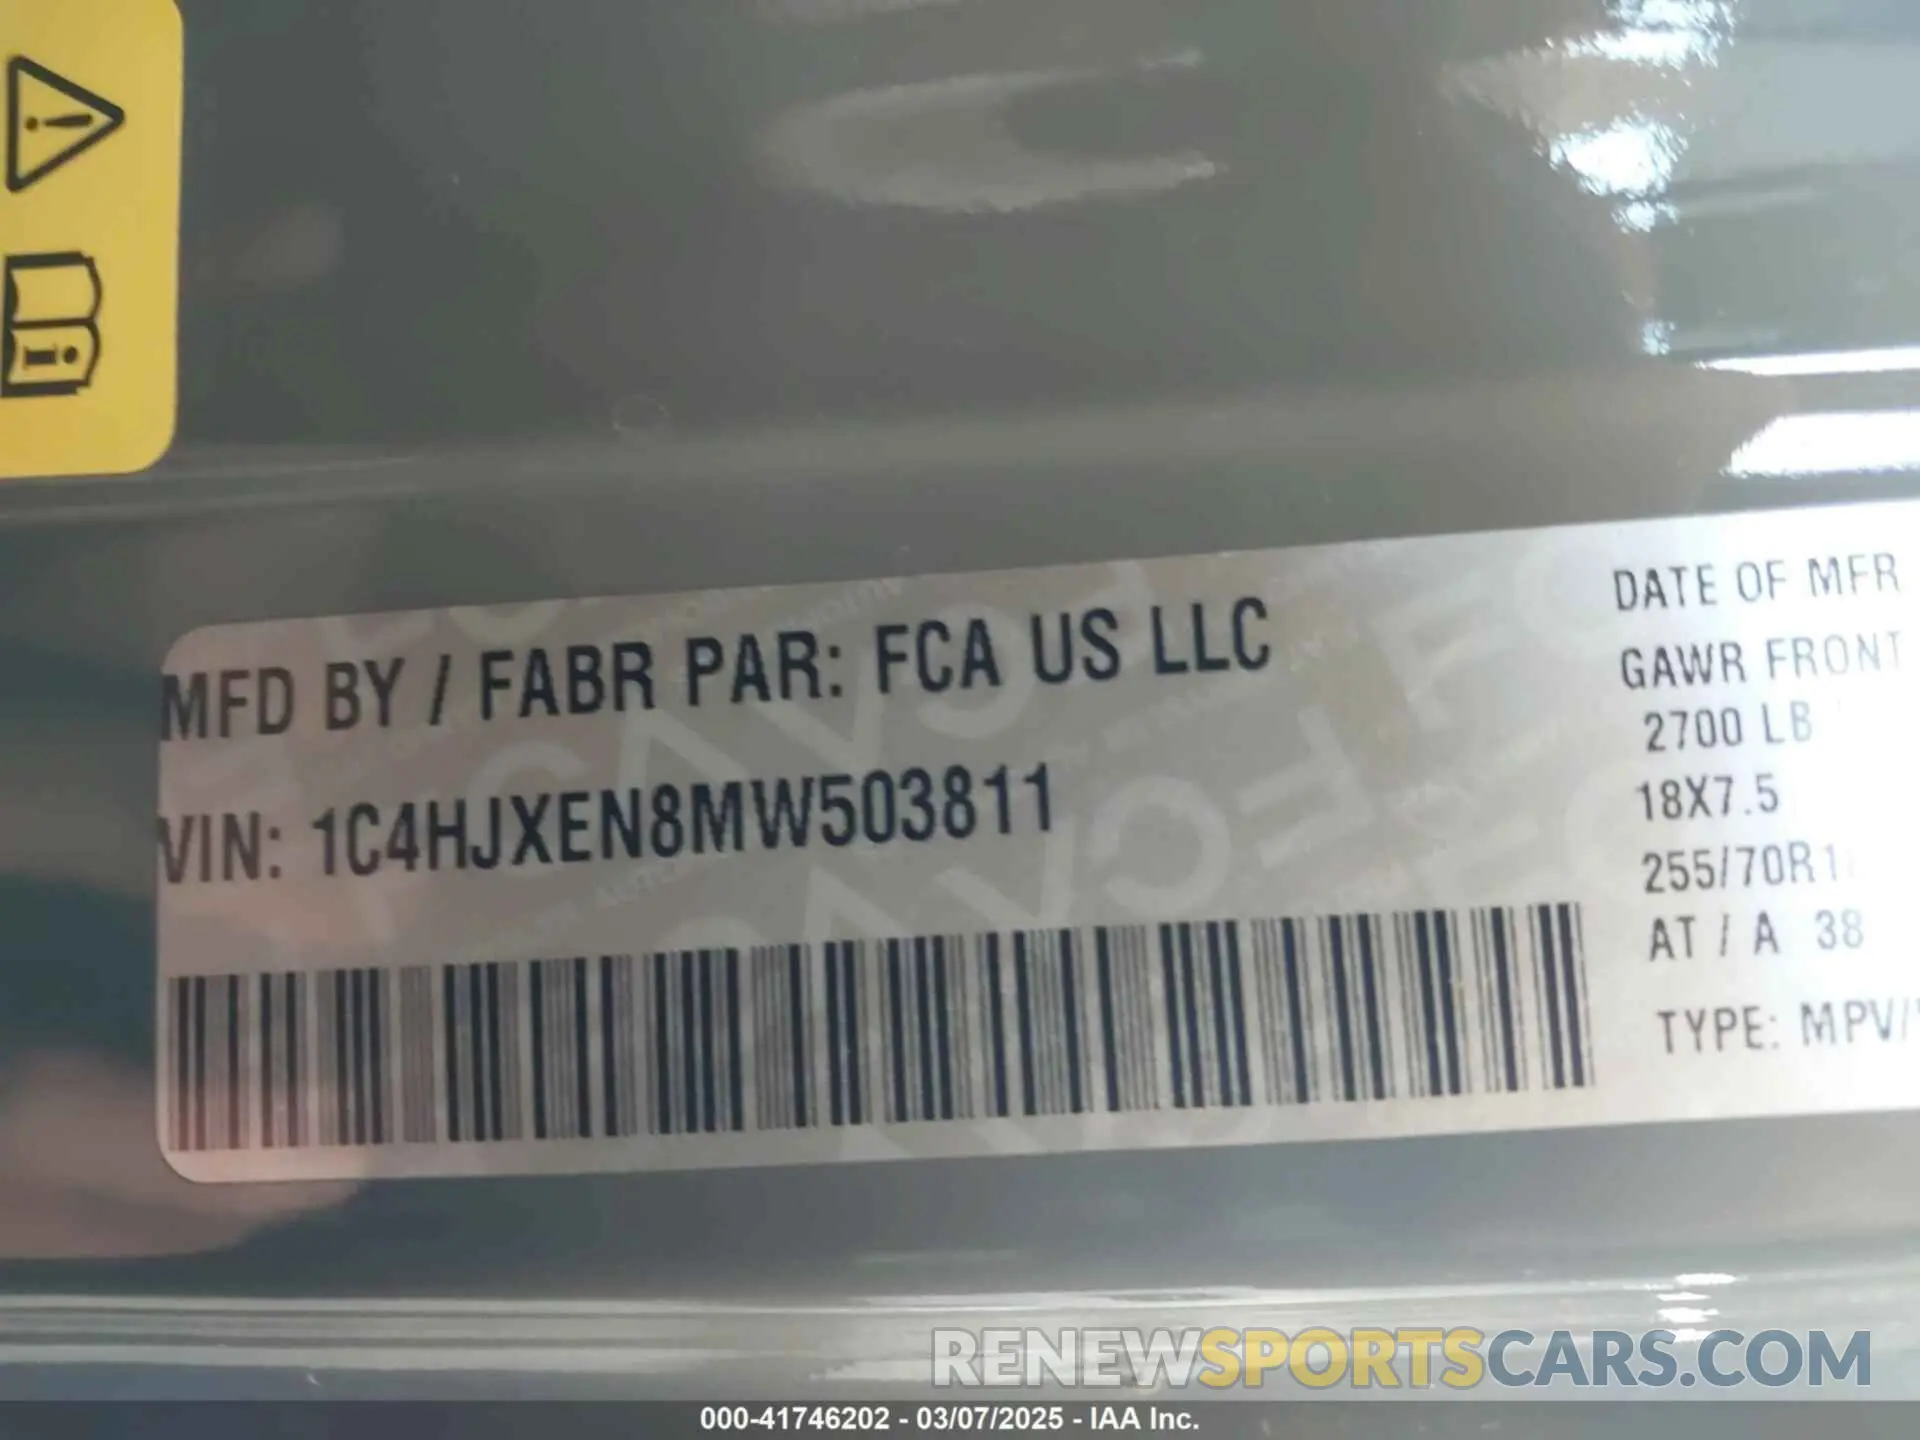 MFD BY / FABR PAR: FCA US LLC
VIN: 1C4HJXEN8MW503811
DATE OF MFR
GAWR FRONT
2700 LB
18X7.5
255/70R1
AT / A 38
TYPE: MPV/
RENEWSPORTSCARS.COM
000-41746202 - 03/07/2025 - IAA Inc.